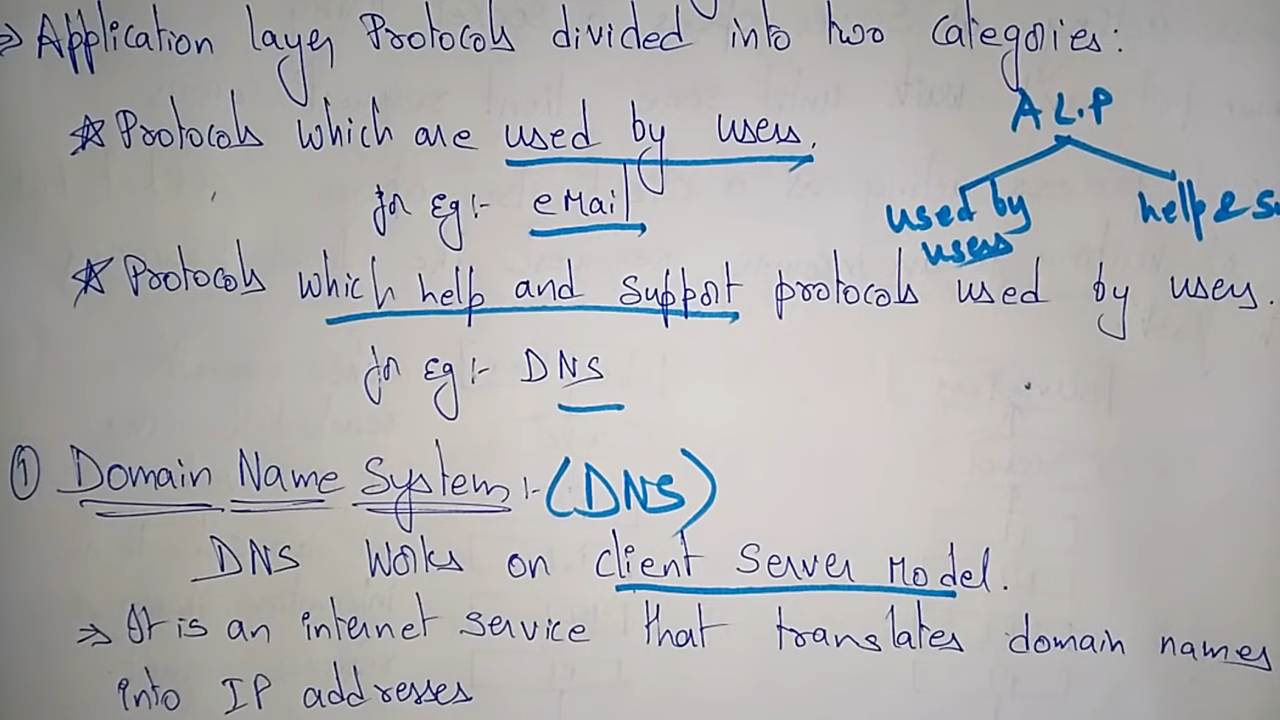 ⇒ Application layer Protocols divided into two categories:
☆ Protocols which are used by users.
for eg:- eMail
A L.P
used by users
help & s
☆ Protocols which help and support protocols used by users.
for eg:- DNS
① Domain Name System:- (DNS)
DNS works on client server Model.
⇒ It is an internet service that translates domain names
into IP addresses